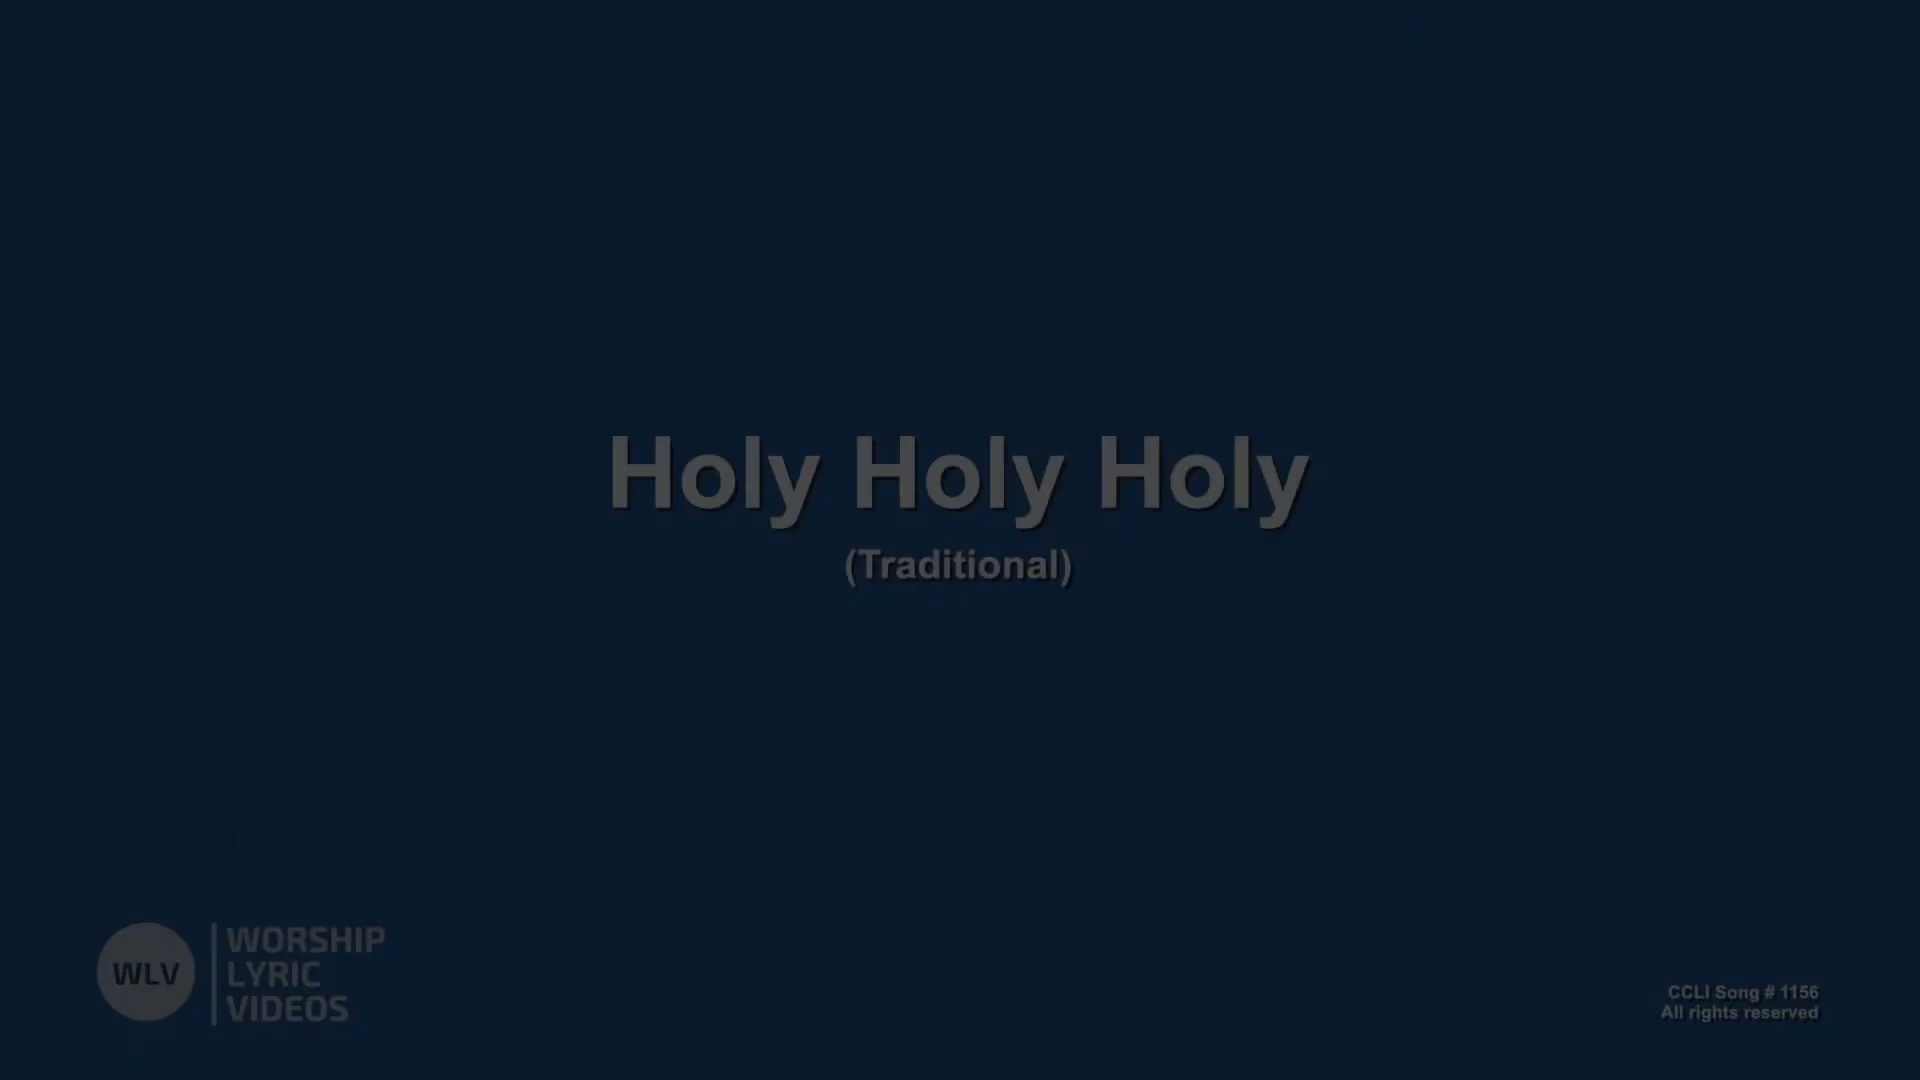 Holy Holy Holy
(Traditional)
WLV
WORSHIP
LYRIC
VIDEOS
CCLI Song # 1156
All rights reserved